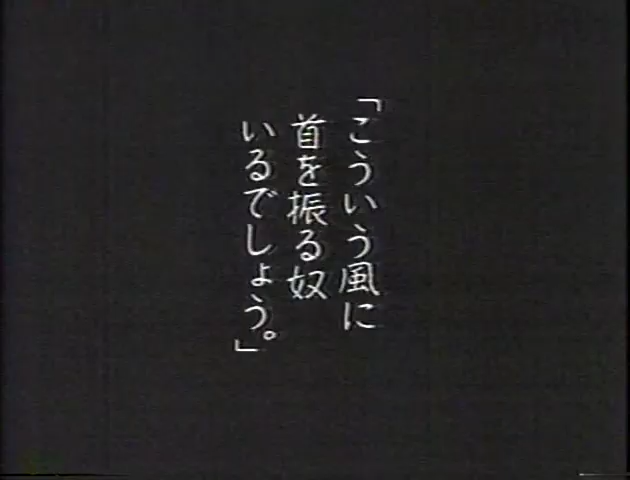 「こういう風に
首を振る奴
いるでしょう。」